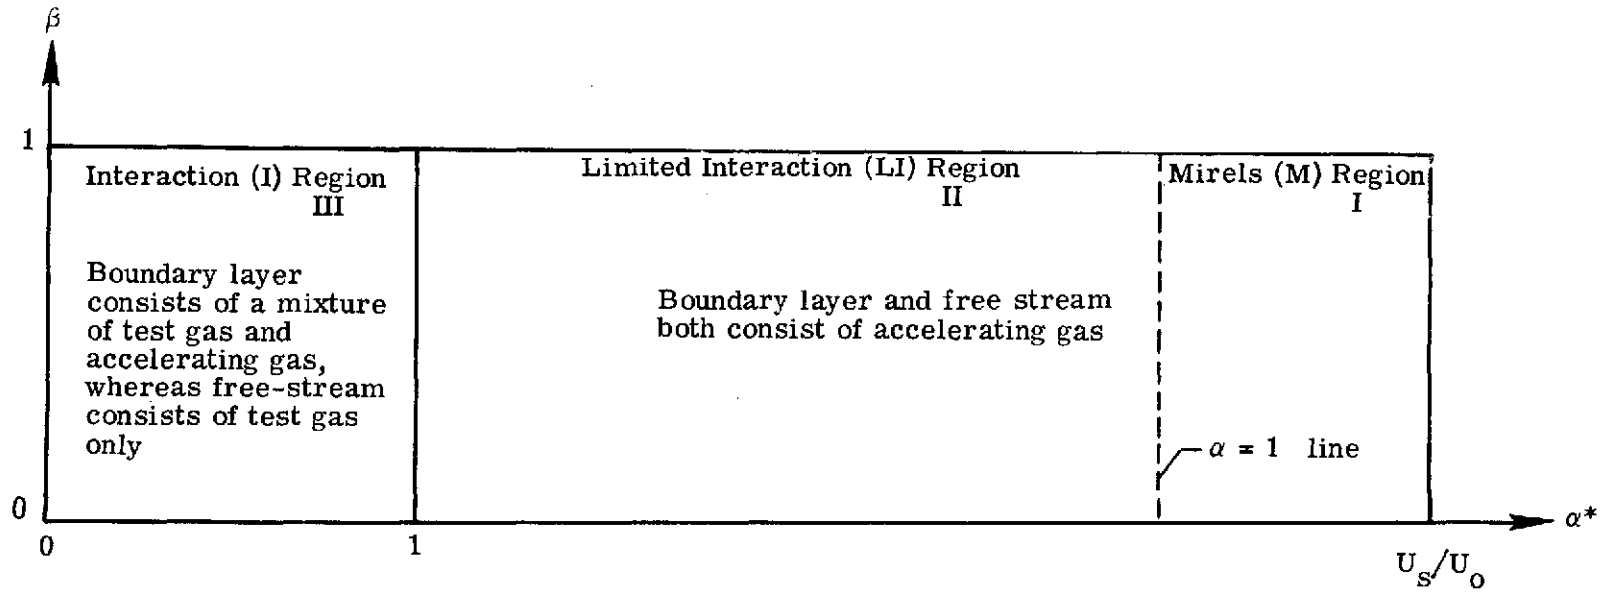 β
1
Interaction (I) Region
III
Limited Interaction (LI) Region
II
Mirels (M) Region
I
Boundary layer
consists of a mixture
of test gas and
accelerating gas,
whereas free-stream
consists of test gas
only
Boundary layer and free stream
both consist of accelerating gas
α = 1 line
0
α*
0
1
U_s/U_o